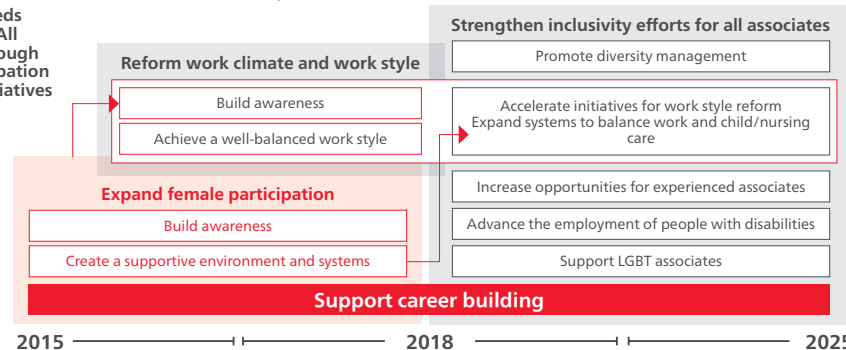 All
Strengthen inclusivity efforts for all associates
Promote diversity management
Reform work climate and work style
Build awareness
Achieve a well-balanced work style
Accelerate initiatives for work style reform
Expand systems to balance work and child/nursing
care
Expand female participation
Build awareness
Create a supportive environment and systems
Increase opportunities for experienced associates
Advance the employment of people with disabilities
Support LGBT associates
Support career building
2015
2018
2025